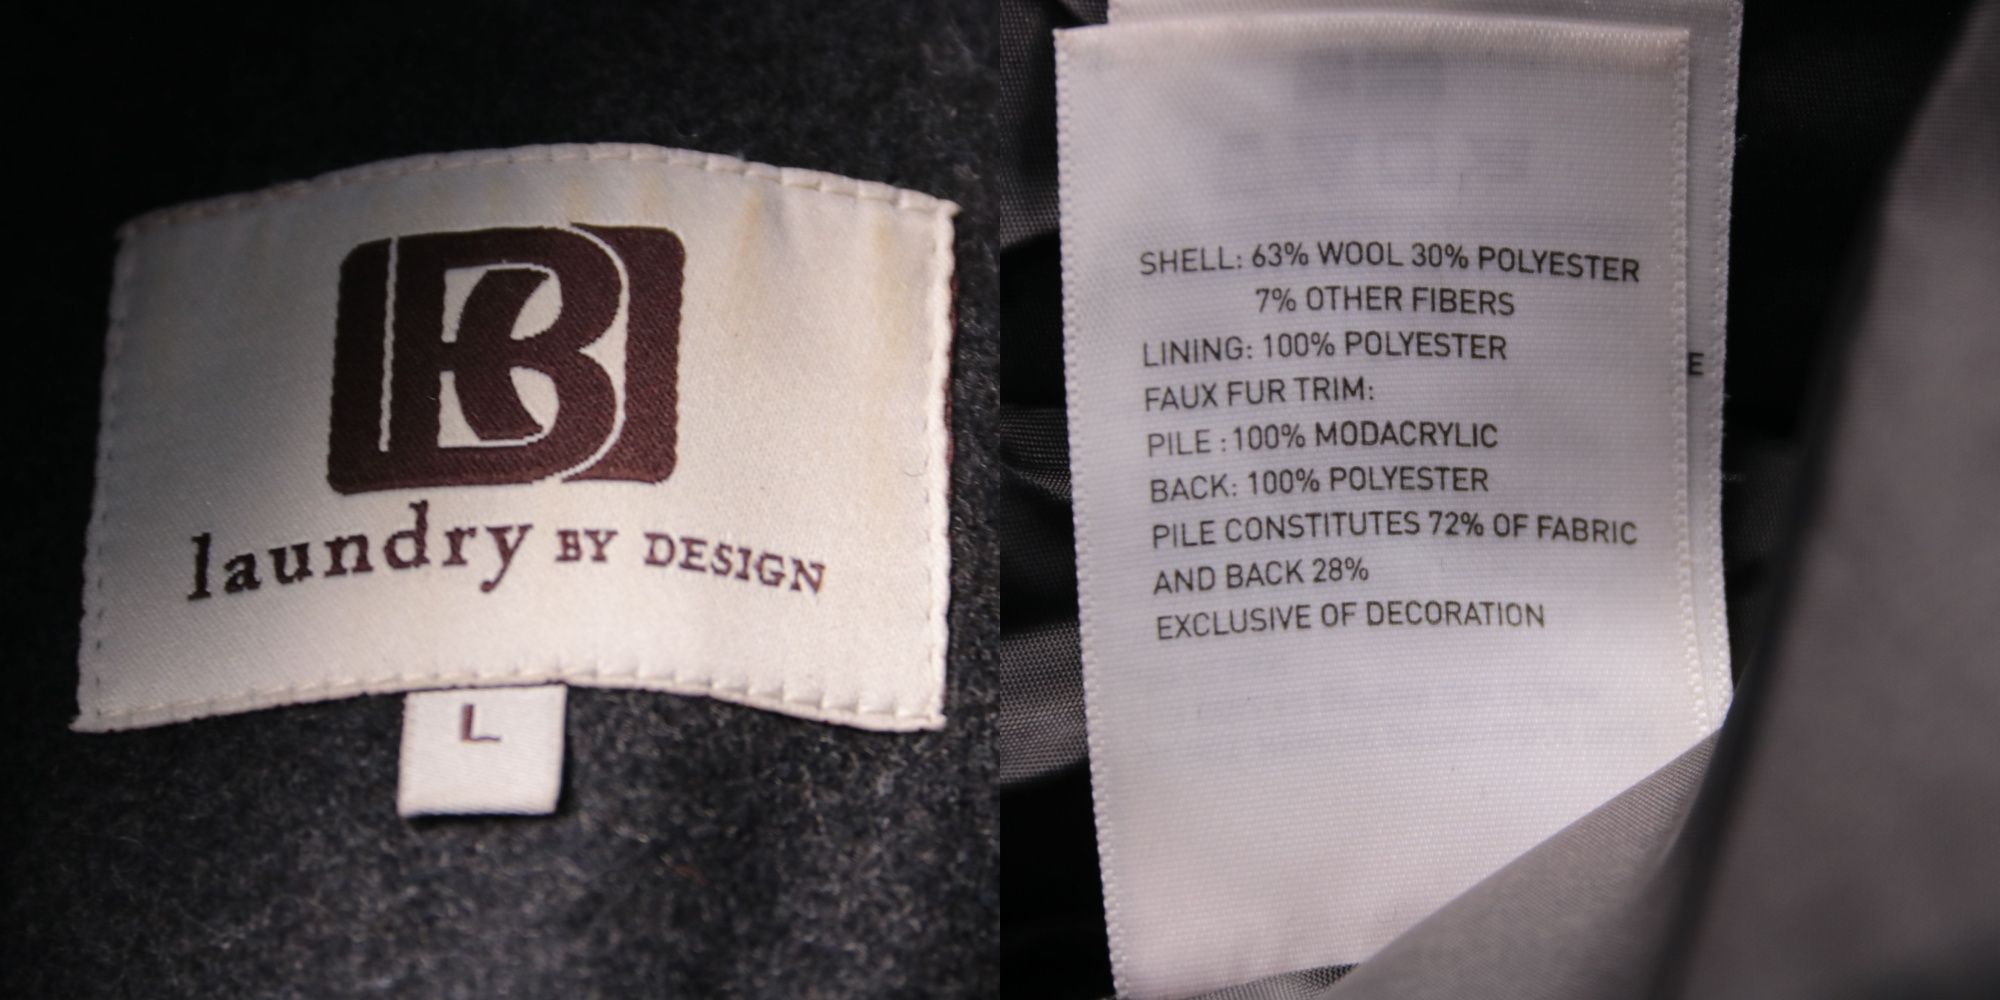 B
laundry BY DESIGN
L
SHELL: 63% WOOL 30% POLYESTER
7% OTHER FIBERS
LINING: 100% POLYESTER
FAUX FUR TRIM:
PILE : 100% MODACRYLIC
BACK: 100% POLYESTER
PILE CONSTITUTES 72% OF FABRIC
AND BACK 28%
EXCLUSIVE OF DECORATION
E